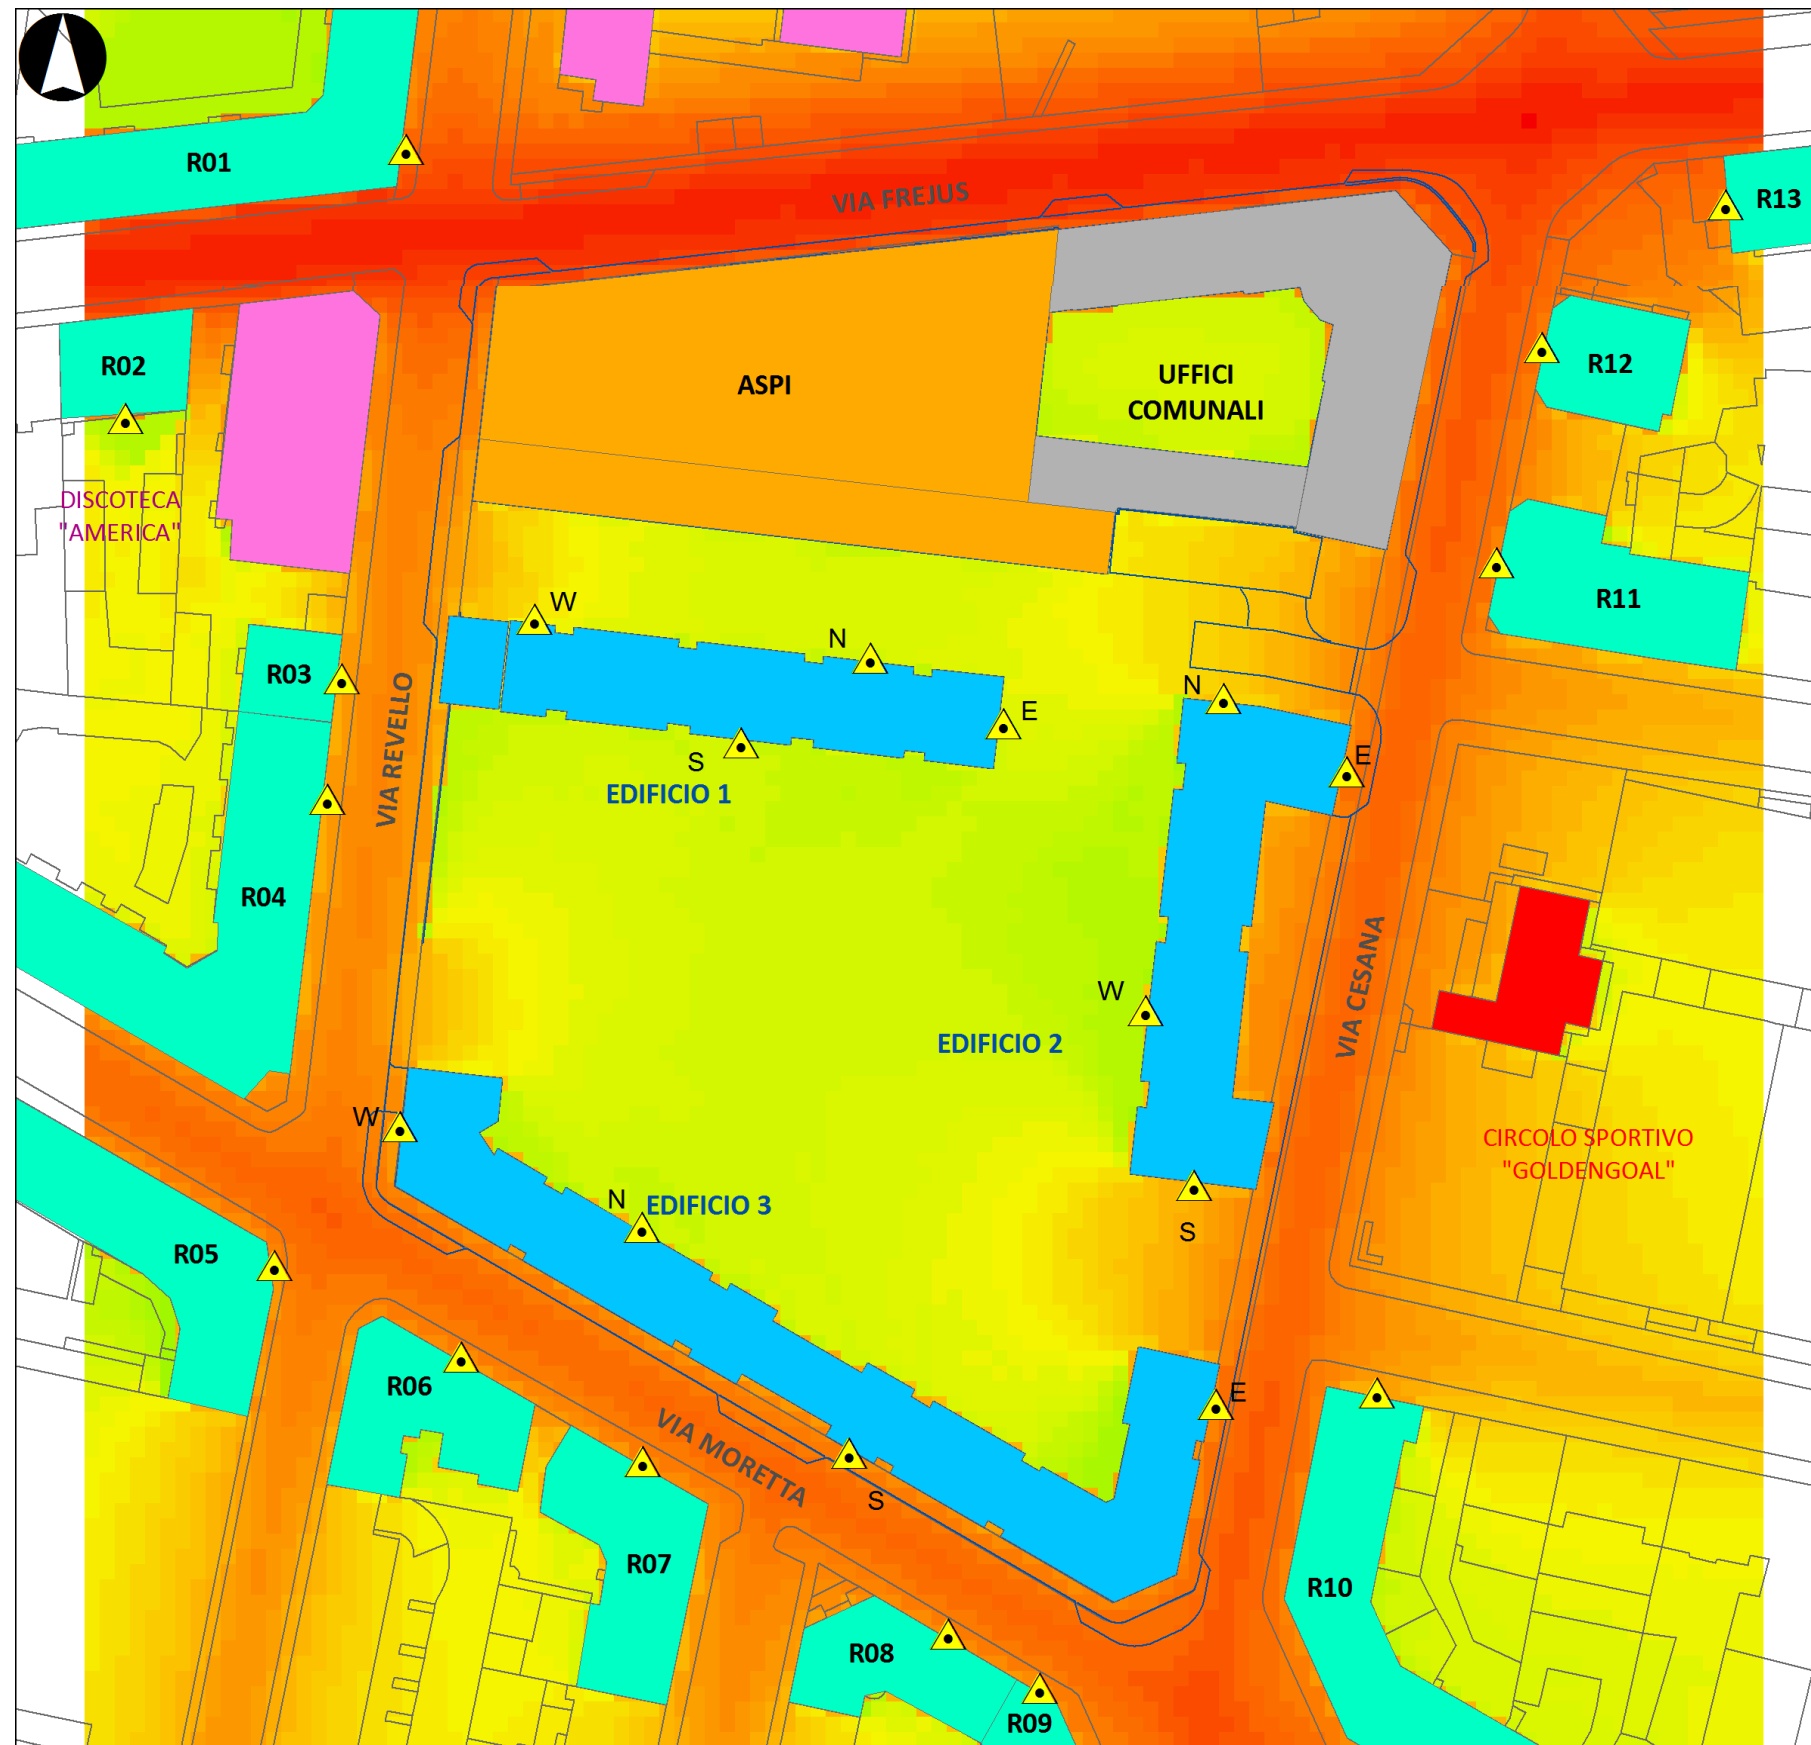 R01
VIA FREJUS
R13
R02
ASPI
UFFICI
COMUNALI
R12
DISCOTECA
"AMERICA"
R11
W
N
R03
E
N
S
E
VIA REVELLO
EDIFICIO 1
R04
W
EDIFICIO 2
VIA CESANA
W
CIRCOLO SPORTIVO
"GOLDENGOAL"
N
EDIFICIO 3
S
R05
R06
E
VIA MORETTA
S
R07
R10
R08
R09